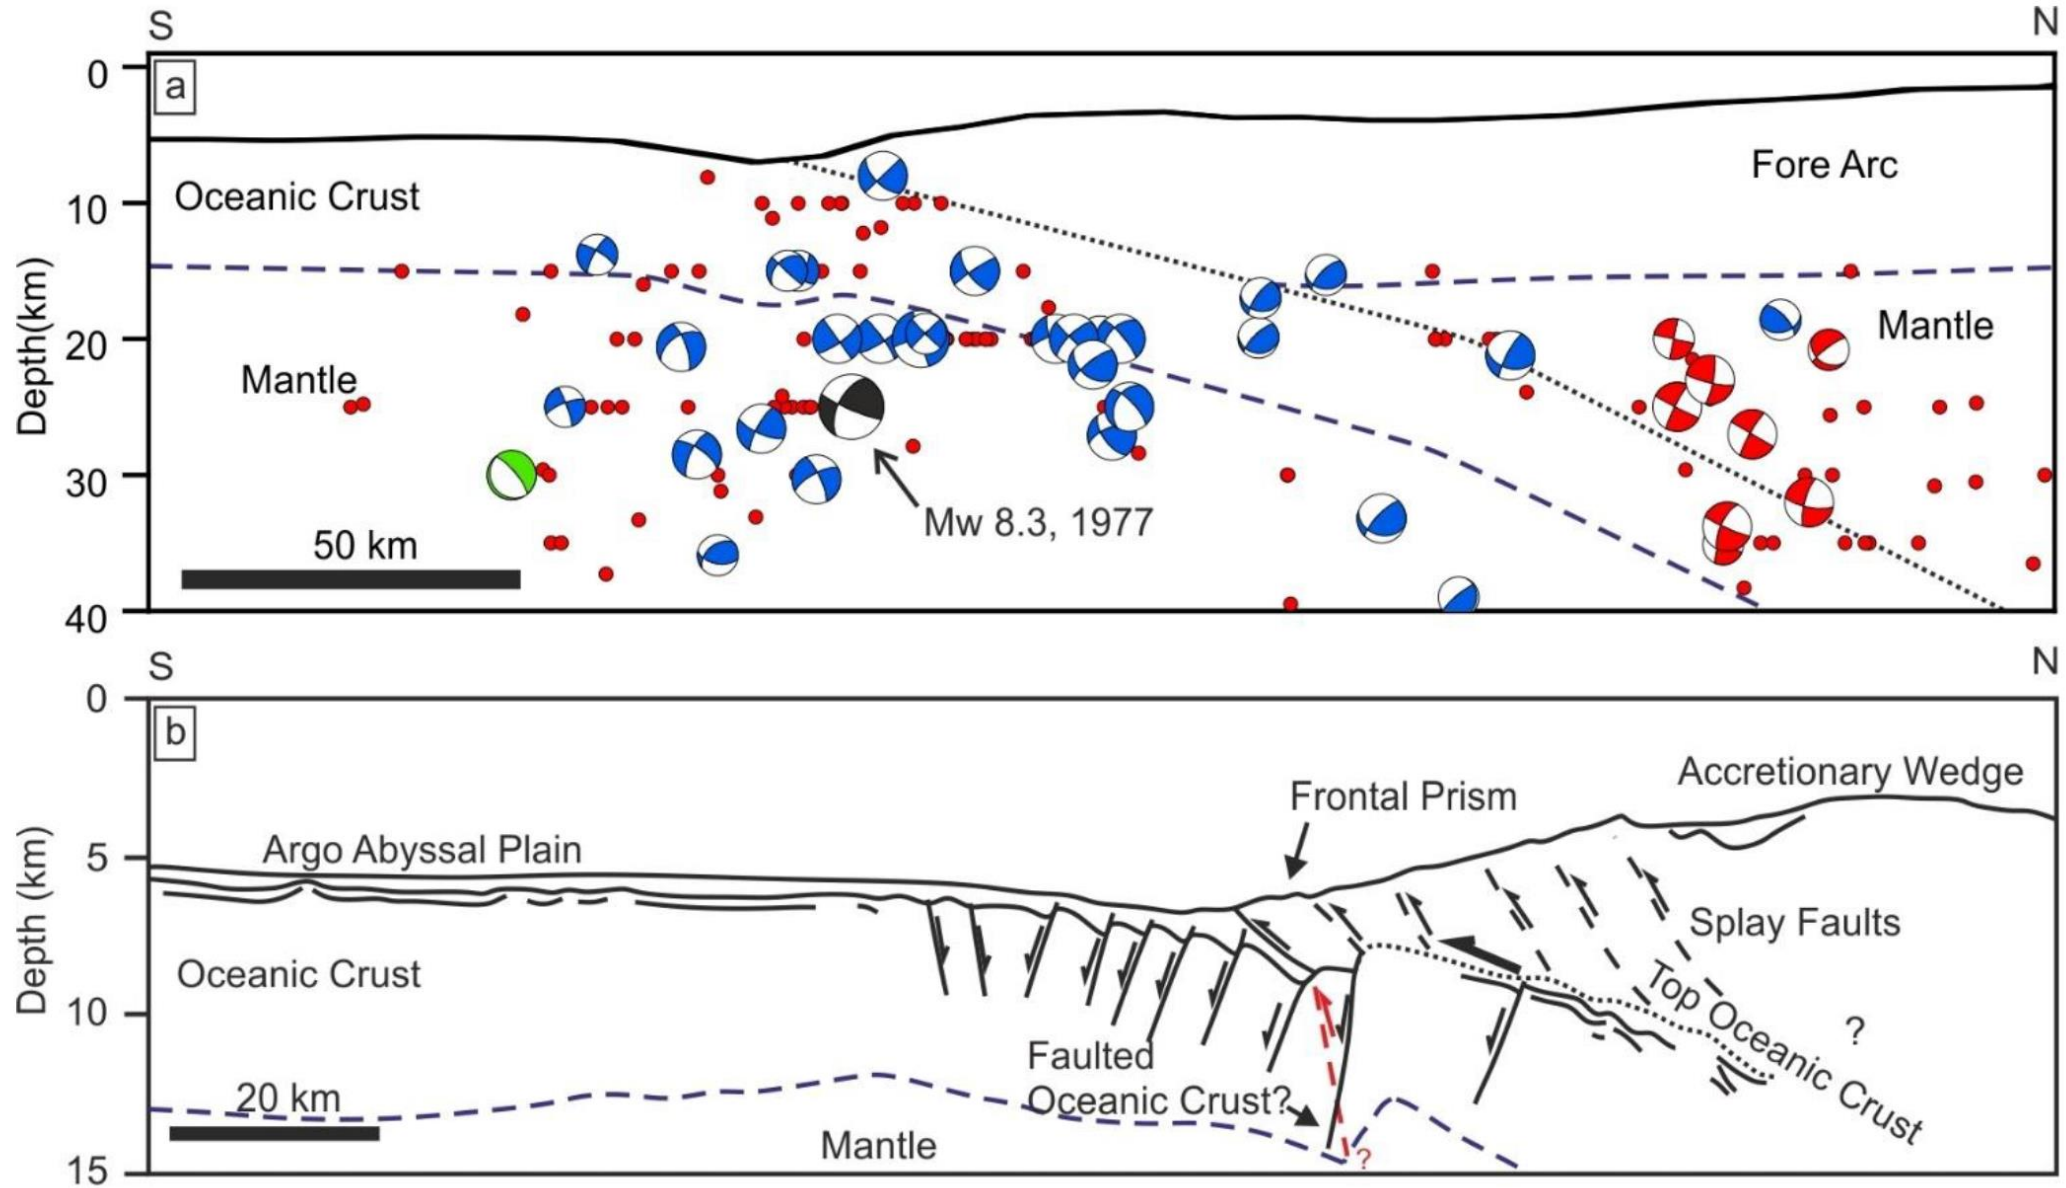 S
N
0
a
Fore Arc
Oceanic Crust
10
Depth(km)
20
Mantle
Mantle
30
Mw 8.3, 1977
50 km
40
S
N
0
b
Accretionary Wedge
Frontal Prism
Argo Abyssal Plain
5
Depth (km)
Splay Faults
Oceanic Crust
Top Oceanic Crust
?
10
Faulted
Oceanic Crust?
20 km
Mantle
?
15